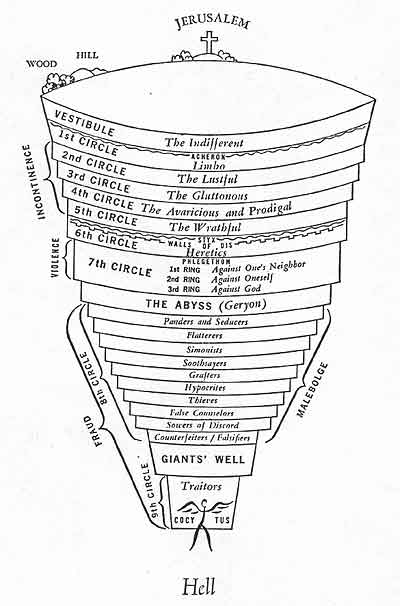 JERUSALEM
WOOD
HILL
VESTIBULE
The Indifferent
ACHERON
1st CIRCLE
Limbo
2nd CIRCLE
The Lustful
3rd CIRCLE
The Gluttonous
4th CIRCLE
The Avaricious and Prodigal
5th CIRCLE
The Wrathful
STYX
WALLS OF DIS
6th CIRCLE
Heretics
PHLEGETHOM
7th CIRCLE
1st RING Against One's Neighbor
2nd RING Against Oneself
3rd RING Against God
THE ABYSS (Geryon)
Panders and Seducers
Flatterers
Simonists
Soothsayers
Grafters
Hypocrites
Thieves
False Counselors
Sowers of Discord
Counterfeiters / Falsifiers
GIANTS' WELL
Traitors
COCYTUS
INCONTINENCE
VIOLENCE
FRAUD
8th CIRCLE
MALEBOLGE
9th CIRCLE
Hell